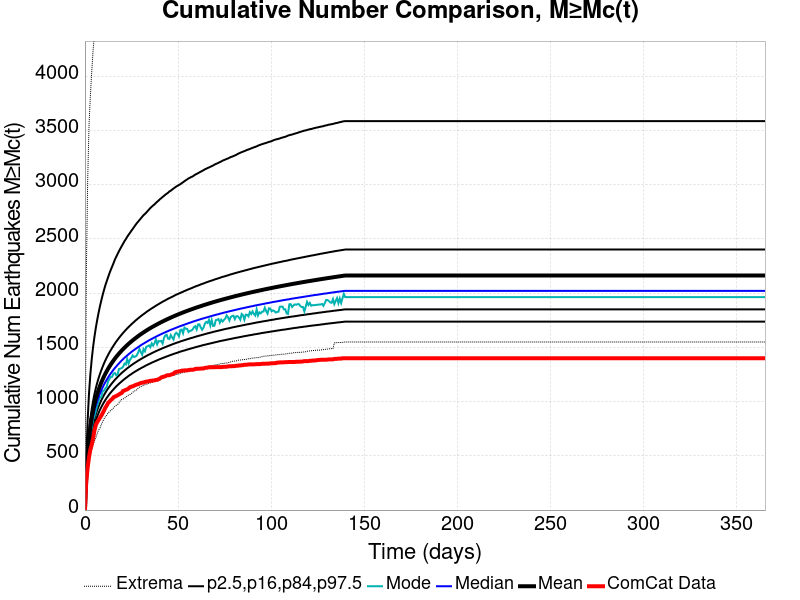 Cumulative Number Comparison, M≥Mc(t)
Cumulative Num Earthquakes M≥Mc(t)
4000
3500
3000
2500
2000
1500
1000
500
0
0 50 100 150 200 250 300 350
Time (days)
Extrema p2.5,p16,p84,p97.5 Mode Median Mean ComCat Data